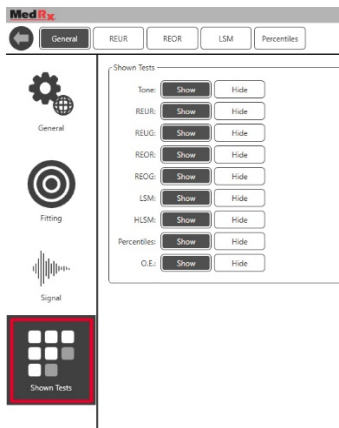 MedRx
General REUR REOR LSM Percentiles
General
Fitting
Signal
Shown Tests
Shown Tests
Tone: Show Hide
REUR: Show Hide
REUG: Show Hide
REOR: Show Hide
REOG: Show Hide
LSM: Show Hide
HLSM: Show Hide
Percentiles: Show Hide
O.E.: Show Hide